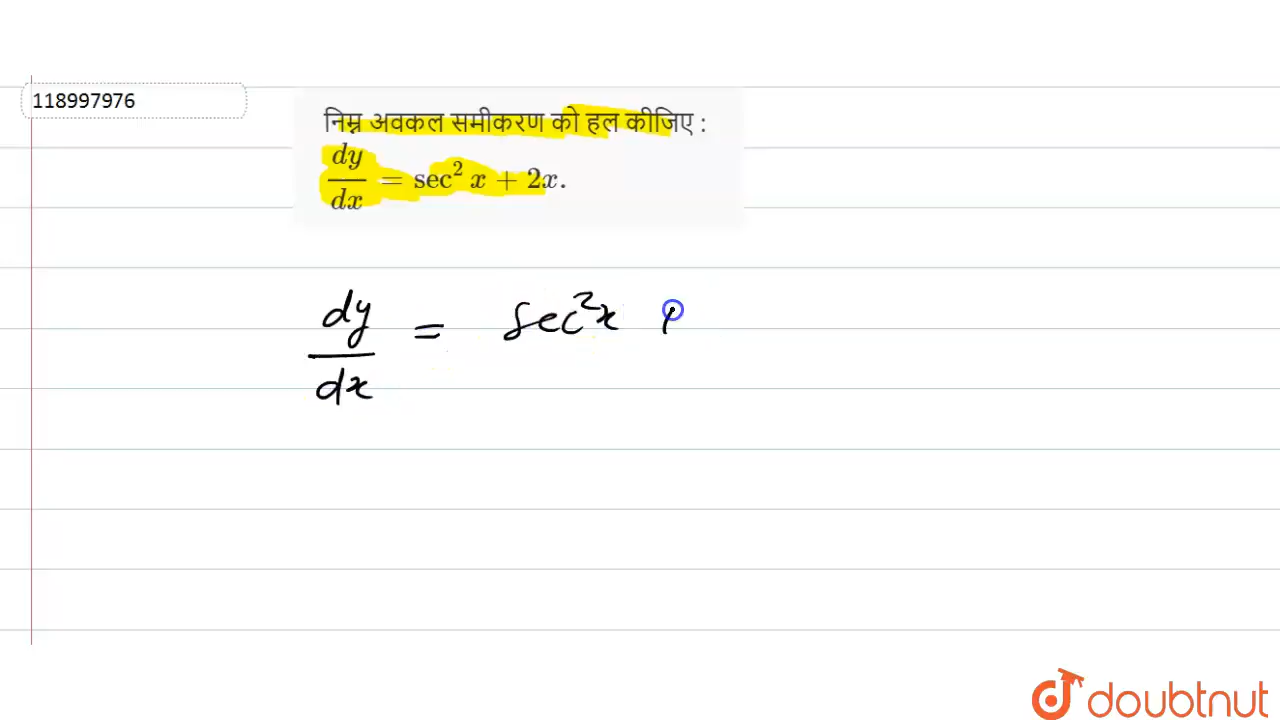 118997976
निम्न अवकल समीकरण को हल कीजिए :
dy/dx = sec² x + 2x.
dy/dx = sec²x
doubtnut